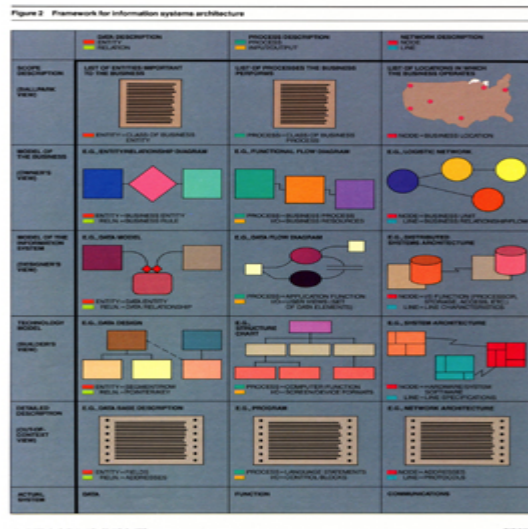 Figure 2 Framework for information systems architecture
DATA DESCRIPTION
ENTITY
RELATION
PROCESS DESCRIPTION
PROCESS
INPUT/OUTPUT
NETWORK DESCRIPTION
NODE
LINE
SCOPE
DESCRIPTION
(BALLPARK
VIEW)
LIST OF ENTITIES IMPORTANT
TO THE BUSINESS
ENTITY—CLASS OF BUSINESS
ENTITY
LIST OF PROCESSES THE BUSINESS
PERFORMS
PROCESS—CLASS OF BUSINESS
PROCESS
LIST OF LOCATIONS IN WHICH
THE BUSINESS OPERATES
NODE—BUSINESS LOCATION
MODEL OF
THE BUSINESS
(OWNER'S
VIEW)
E.G., ENTITY/RELATIONSHIP DIAGRAM
ENTITY—BUSINESS ENTITY
RELN.—BUSINESS RULE
E.G., FUNCTIONAL FLOW DIAGRAM
PROCESS—BUSINESS PROCESS
I/O—BUSINESS RESOURCES
E.G., LOGISTIC NETWORK
NODE—BUSINESS UNIT
LINE—BUSINESS RELATIONSHIP/FLOW
MODEL OF THE
INFORMATION
SYSTEM
(DESIGNER'S
VIEW)
E.G., DATA MODEL
ENTITY—DATA ENTITY
RELN.—DATA RELATIONSHIP
E.G., DATA FLOW DIAGRAM
PROCESS—APPLICATION FUNCTION
I/O—USER VIEWS (SET
OF DATA ELEMENTS)
E.G., DISTRIBUTED
SYSTEMS ARCHITECTURE
NODE—I/S FUNCTION (PROCESSOR,
STORAGE, ACCESS, ETC.)
LINE—LINE CHARACTERISTICS
TECHNOLOGY
MODEL
(BUILDER'S
VIEW)
E.G., DATA DESIGN
ENTITY—SEGMENT/ROW
RELN.—POINTER/KEY
E.G.,
STRUCTURE
CHART
PROCESS—COMPUTER FUNCTION
I/O—SCREEN/DEVICE FORMATS
E.G., SYSTEM ARCHITECTURE
NODE—HARDWARE/SYSTEM
SOFTWARE
LINE—LINE SPECIFICATIONS
DETAILED
DESCRIPTION
(OUT-OF-
CONTEXT
VIEW)
E.G., DATA BASE DESCRIPTION
ENTITY—FIELDS
RELN.—ADDRESSES
E.G., PROGRAM
PROCESS—LANGUAGE STATEMENTS
I/O—CONTROL BLOCKS
E.G., NETWORK ARCHITECTURE
NODE—ADDRESSES
LINE—PROTOCOLS
ACTUAL
SYSTEM
DATA
FUNCTION
COMMUNICATIONS